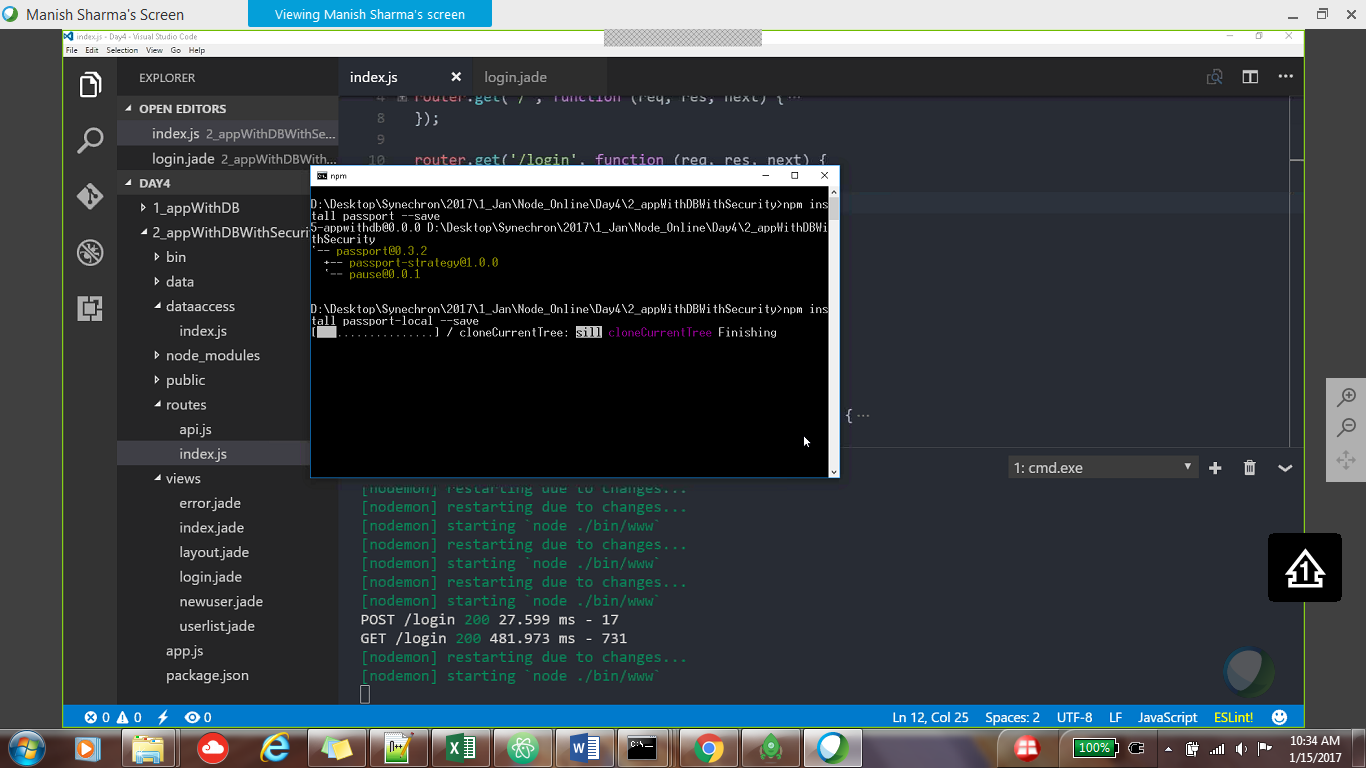 Manish Sharma's Screen
Viewing Manish Sharma's screen
index.js - Day4 - Visual Studio Code
File Edit Selection View Go Help
EXPLORER
OPEN EDITORS
index.js 2_appWithDBWithSe...
login.jade 2_appWithDBWith...
DAY4
1_appWithDB
2_appWithDBWithSecuri
bin
data
dataaccess
index.js
node_modules
public
routes
api.js
index.js
views
error.jade
index.jade
layout.jade
login.jade
newuser.jade
userlist.jade
app.js
package.json
index.js
login.jade
4 router.get('/', function (req, res, next) {...
8 });
9
10 router.get('/login', function (req, res, next) {
{...
npm
D:\Desktop\Synechron\2017\1_Jan\Node_Online\Day4\2_appWithDBWithSecurity>npm ins
tall passport --save
5-appwithdb@0.0.0 D:\Desktop\Synechron\2017\1_Jan\Node_Online\Day4\2_appWithDBWi
thSecurity
`-- passport@0.3.2
+-- passport-strategy@1.0.0
`-- pause@0.0.1
D:\Desktop\Synechron\2017\1_Jan\Node_Online\Day4\2_appWithDBWithSecurity>npm ins
tall passport-local --save
[ ...............] / cloneCurrentTree: sill cloneCurrentTree Finishing
1: cmd.exe
[nodemon] restarting due to changes...
[nodemon] restarting due to changes...
[nodemon] starting `node ./bin/www`
[nodemon] restarting due to changes...
[nodemon] starting `node ./bin/www`
[nodemon] restarting due to changes...
[nodemon] starting `node ./bin/www`
POST /login 200 27.599 ms - 17
GET /login 200 481.973 ms - 731
[nodemon] restarting due to changes...
[nodemon] starting `node ./bin/www`
1
0 0 0
Ln 12, Col 25 Spaces: 2 UTF-8 LF JavaScript ESLint!
100%
10:34 AM
1/15/2017